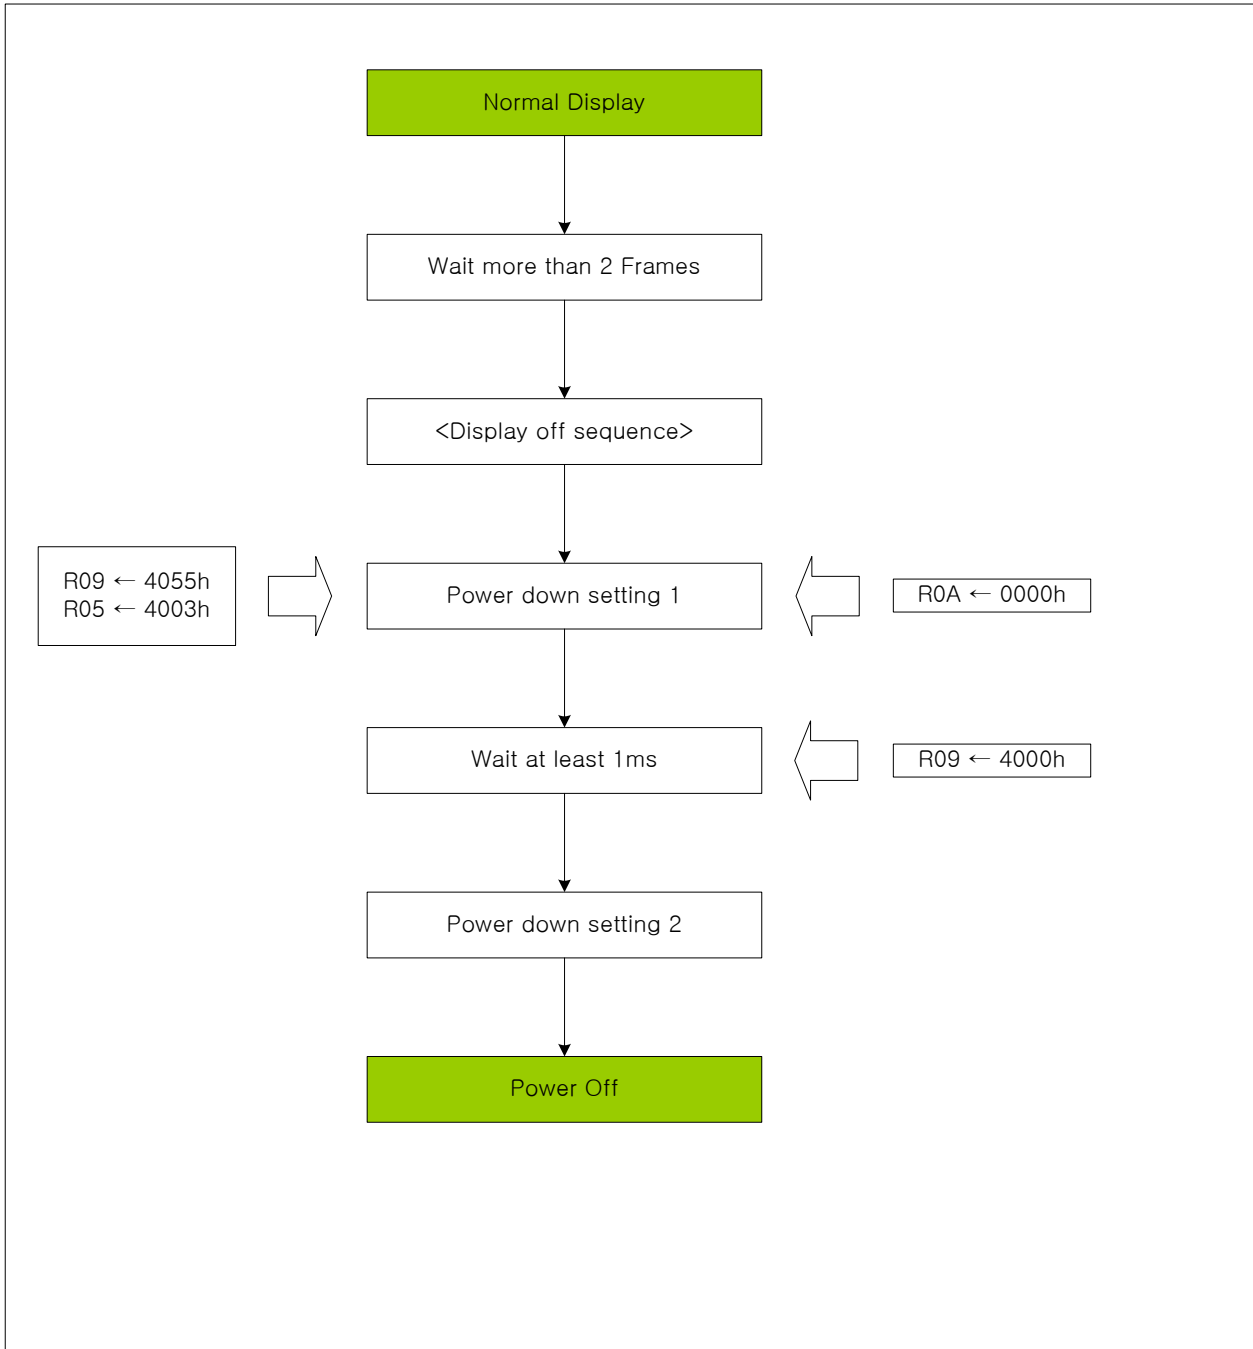 Normal Display
Wait more than 2 Frames
<Display off sequence>
R09 ← 4055h
R05 ← 4003h
Power down setting 1
R0A ← 0000h
Wait at least 1ms
R09 ← 4000h
Power down setting 2
Power Off